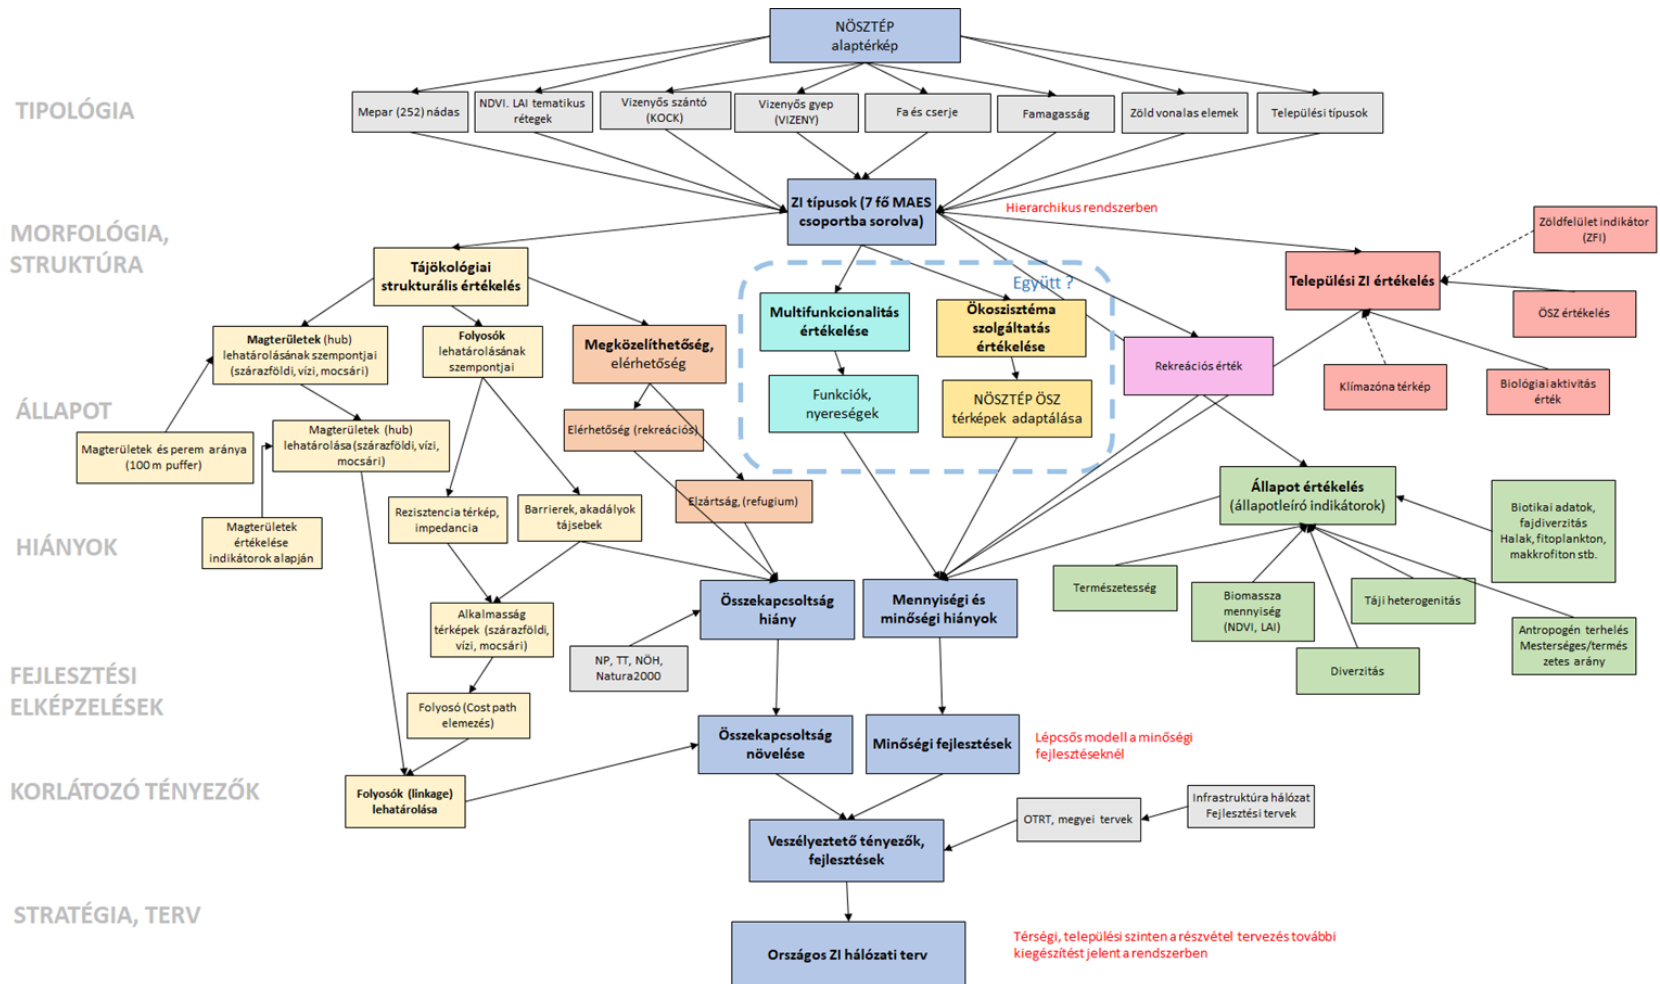 NÖSZTÉP
alaptérkép
TIPOLÓGIA
Mepar (252) nádas
NDVI. LAI tematikus
rétegek
Vizenyős szántó
(KOCK)
Vizenyős gyep
(VIZENY)
Fa és cserje
Famagasság
Zöld vonalas elemek
Települési típusok
ZI típusok (7 fő MAES
csoportba sorolva)
Hierarchikus rendszerben
MORFOLÓGIA,
STRUKTÚRA
Zöldfelület indikátor
(ZFI)
Tájökológiai
strukturális értékelés
Települési ZI értékelés
Együtt ?
ÖSZ értékelés
Multifunkcionalitás
értékelése
Ökoszisztéma
szolgáltatás
értékelése
Magterületek (hub)
lehatárolásának szempontjai
(szárazföldi, vízi, mocsári)
Folyosók
lehatárolásának
szempontjai
Megközelíthetőség,
elérhetőség
Rekreációs érték
Klímazóna térkép
Biológiai aktivitás
érték
ÁLLAPOT
Funkciók,
nyereségek
NÖSZTÉP ÖSZ
térképek adaptálása
Elérhetőség (rekreációs)
Magterületek és perem aránya
(100 m puffer)
Magterületek (hub)
lehatárolása (szárazföldi, vízi,
mocsári)
Elzártság, (refugium)
Állapot értékelés
(állapotleíró indikátorok)
Biotikai adatok,
fajdiverzitás
Halak, fitoplankton,
makkrofiton stb.
Rezisztencia térkép,
impedancia
Barrierek, akadályok
tájsebek
HIÁNYOK
Magterületek
értékelése
indikátorok alapján
Természetesség
Biomassza
mennyiség
(NDVI, LAI)
Táji heterogenitás
Antropogén terhelés
Mesterséges/termés
zetes arány
Diverzitás
Összekapcsoltság
hiány
Mennyiségi és
minőségi hiányok
Alkalmasság
térképek (szárazföldi,
vízi, mocsári)
NP, TT, NÖH,
Natura2000
FEJLESZTÉSI
ELKÉPZELÉSEK
Folyosó (Cost path
elemezés)
Összekapcsoltság
növelése
Minőségi fejlesztések
Lépcsős modell a minőségi
fejlesztéseknél
KORLÁTOZÓ TÉNYEZŐK
Folyosók (linkage)
lehatárolása
OTRT, megyei tervek
Infrastruktúra hálózat
Fejlesztési tervek
Veszélyeztető tényezők,
fejlesztések
STRATÉGIA, TERV
Országos ZI hálózati terv
Térségi, települési szinten a részvétel tervezés további
kiegészítést jelent a rendszerben